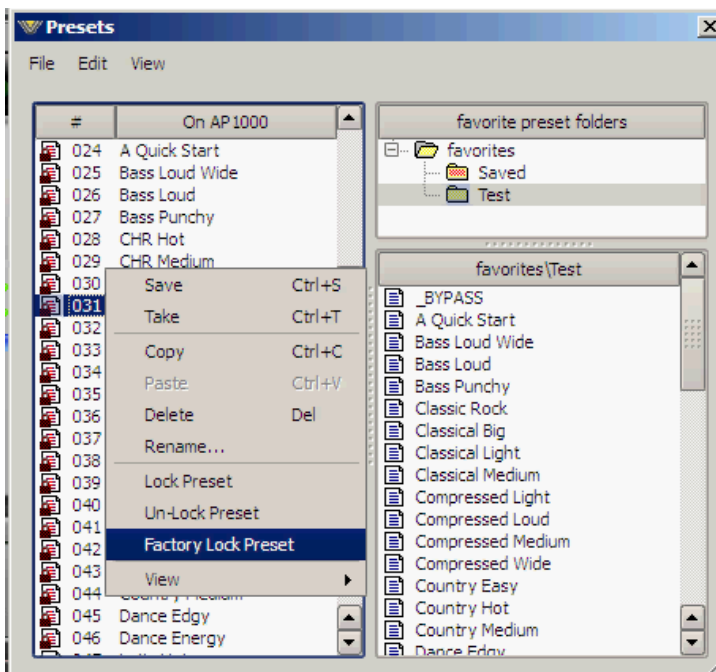 Presets
File Edit View
# On AP1000
024 A Quick Start
025 Bass Loud Wide
026 Bass Loud
027 Bass Punchy
028 CHR Hot
029 CHR Medium
030
031
032
033
034
035
036
037
038
039
040
041
042
043
044 Country Medium
045 Dance Edgy
046 Dance Energy
Save Ctrl+S
Take Ctrl+T
Copy Ctrl+C
Paste Ctrl+V
Delete Del
Rename...
Lock Preset
Un-Lock Preset
Factory Lock Preset
View
favorite preset folders
favorites
Saved
Test
favorites\Test
_BYPASS
A Quick Start
Bass Loud Wide
Bass Loud
Bass Punchy
Classic Rock
Classical Big
Classical Light
Classical Medium
Compressed Light
Compressed Loud
Compressed Medium
Compressed Wide
Country Easy
Country Hot
Country Medium
Dance Edgy